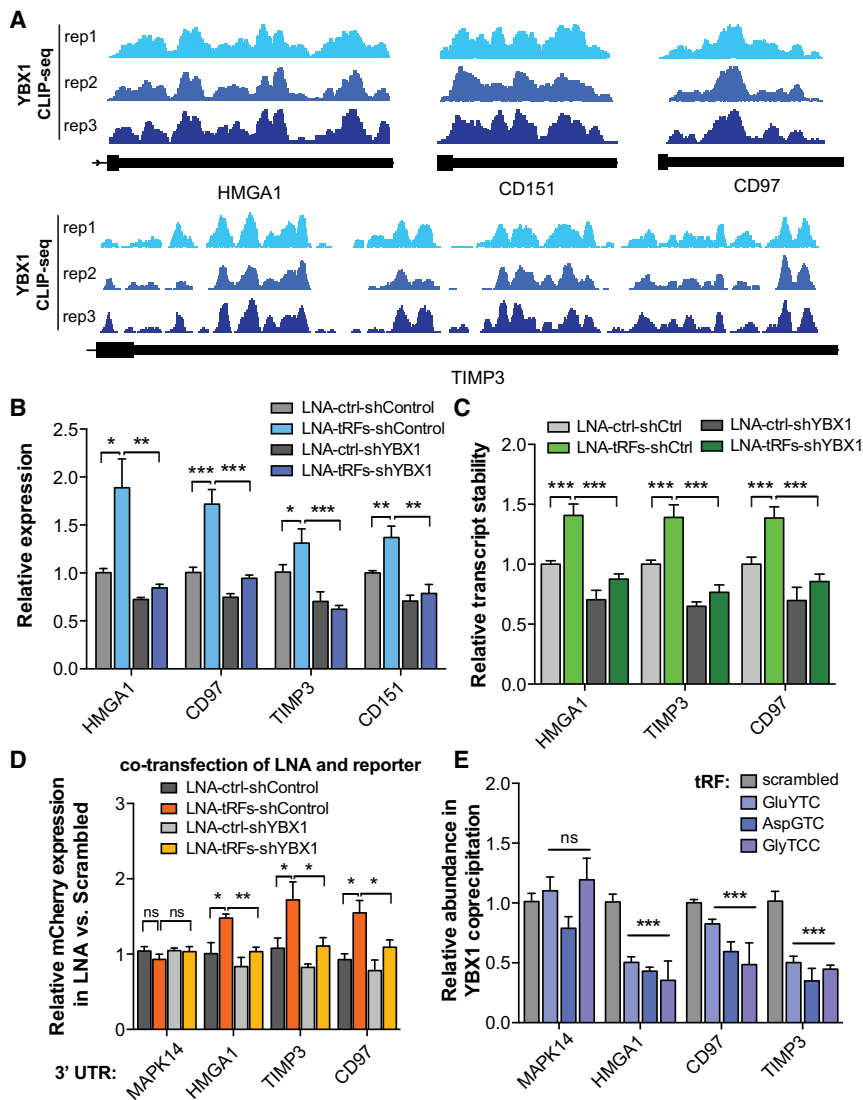 A
YBX1
CLIP-seq
rep1
rep2
rep3
HMGA1
CD151
CD97
YBX1
CLIP-seq
rep1
rep2
rep3
TIMP3
B
LNA-ctrl-shControl
LNA-tRFs-shControl
LNA-ctrl-shYBX1
LNA-tRFs-shYBX1
Relative expression
2.5
2.0
1.5
1.0
0.5
0.0
* **
*** ***
* ***
** **
HMGA1
CD97
TIMP3
CD151
C
LNA-ctrl-shCtrl
LNA-ctrl-shYBX1
LNA-tRFs-shCtrl
LNA-tRFs-shYBX1
Relative transcript stability
2.0
1.5
1.0
0.5
0.0
*** ***
*** ***
*** ***
HMGA1
TIMP3
CD97
D
co-transfection of LNA and reporter
LNA-ctrl-shControl
LNA-tRFs-shControl
LNA-ctrl-shYBX1
LNA-tRFs-shYBX1
Relative mCherry expression
in LNA vs. Scrambled
3
2
1
0
ns ns
* **
* *
* *
3' UTR:
MAPK14
HMGA1
TIMP3
CD97
E
tRF:
scrambled
GluYTC
AspGTC
GlyTCC
Relative abundance in
YBX1 coprecipitation
2.0
1.5
1.0
0.5
0.0
ns
***
***
***
MAPK14
HMGA1
CD97
TIMP3